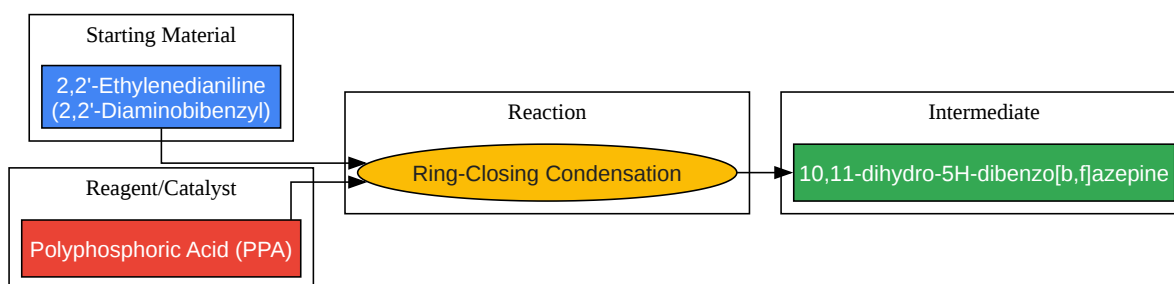 Starting Material
2,2'-Ethylenedianiline
(2,2'-Diaminobibenzyl)
Reagent/Catalyst
Polyphosphoric Acid (PPA)
Reaction
Ring-Closing Condensation
Intermediate
10,11-dihydro-5H-dibenzo[b,f]azepine